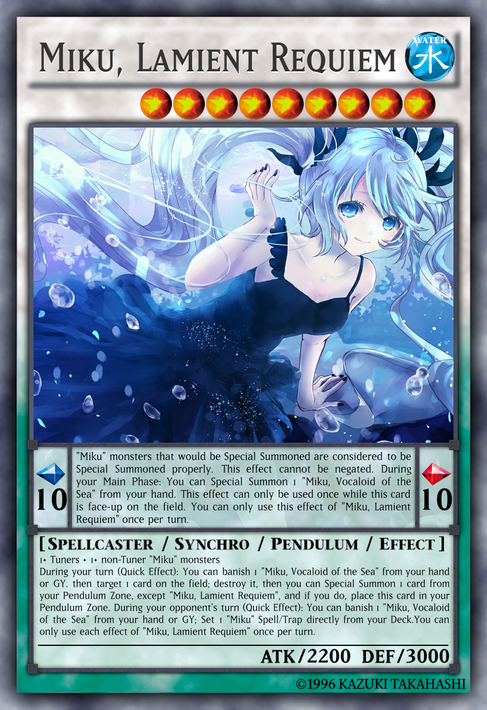 MIKU, LAMIENT REQUIEM
WATER
水
"Miku" monsters that would be Special Summoned are considered to be
Special Summoned properly. This effect cannot be negated. During
your Main Phase: You can Special Summon 1 "Miku, Vocaloid of the
Sea" from your hand. This effect can only be used once while this card
is face-up on the field. You can only use this effect of "Miku, Lamient
Requiem" once per turn.
10
10
[ SPELLCASTER / SYNCHRO / PENDULUM / EFFECT ]
1+ Tuners + 1+ non-Tuner "Miku" monsters
During your turn (Quick Effect): You can banish 1 "Miku, Vocaloid of the Sea" from your hand
or GY. then target 1 card on the field; destroy it, then you can Special Summon 1 card from
your Pendulum Zone, except "Miku, Lamient Requiem", and if you do, place this card in your
Pendulum Zone. During your opponent's turn (Quick Effect): You can banish 1 "Miku, Vocaloid
of the Sea" from your hand or GY; Set 1 "Miku" Spell/Trap directly from your Deck.You can
only use each effect of "Miku, Lamient Requiem" once per turn.
ATK/2200 DEF/3000
©1996 KAZUKI TAKAHASHI